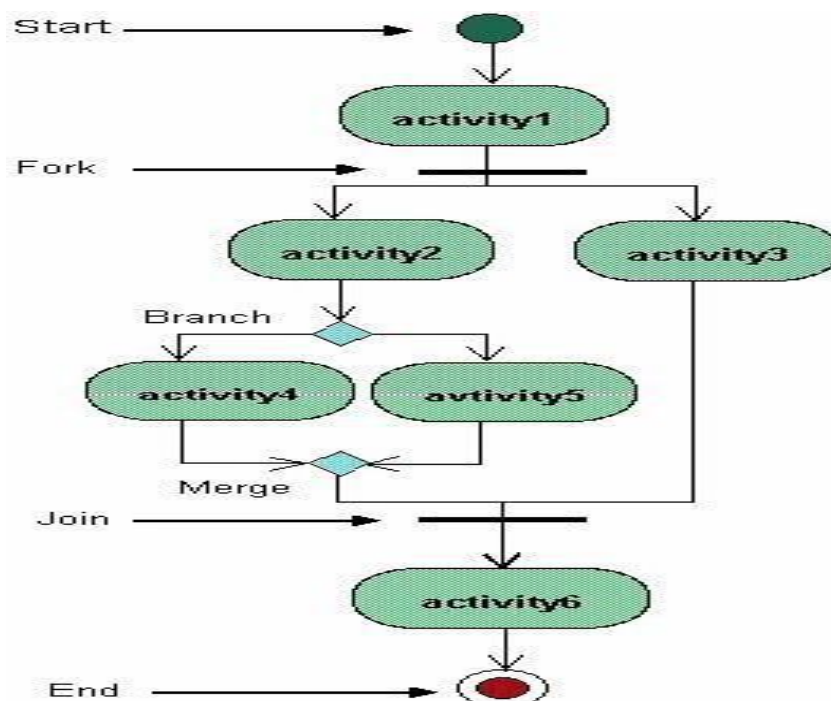 Start
activity1
Fork
activity2
activity3
Branch
activity4
avtivity5
Merge
Join
activity6
End